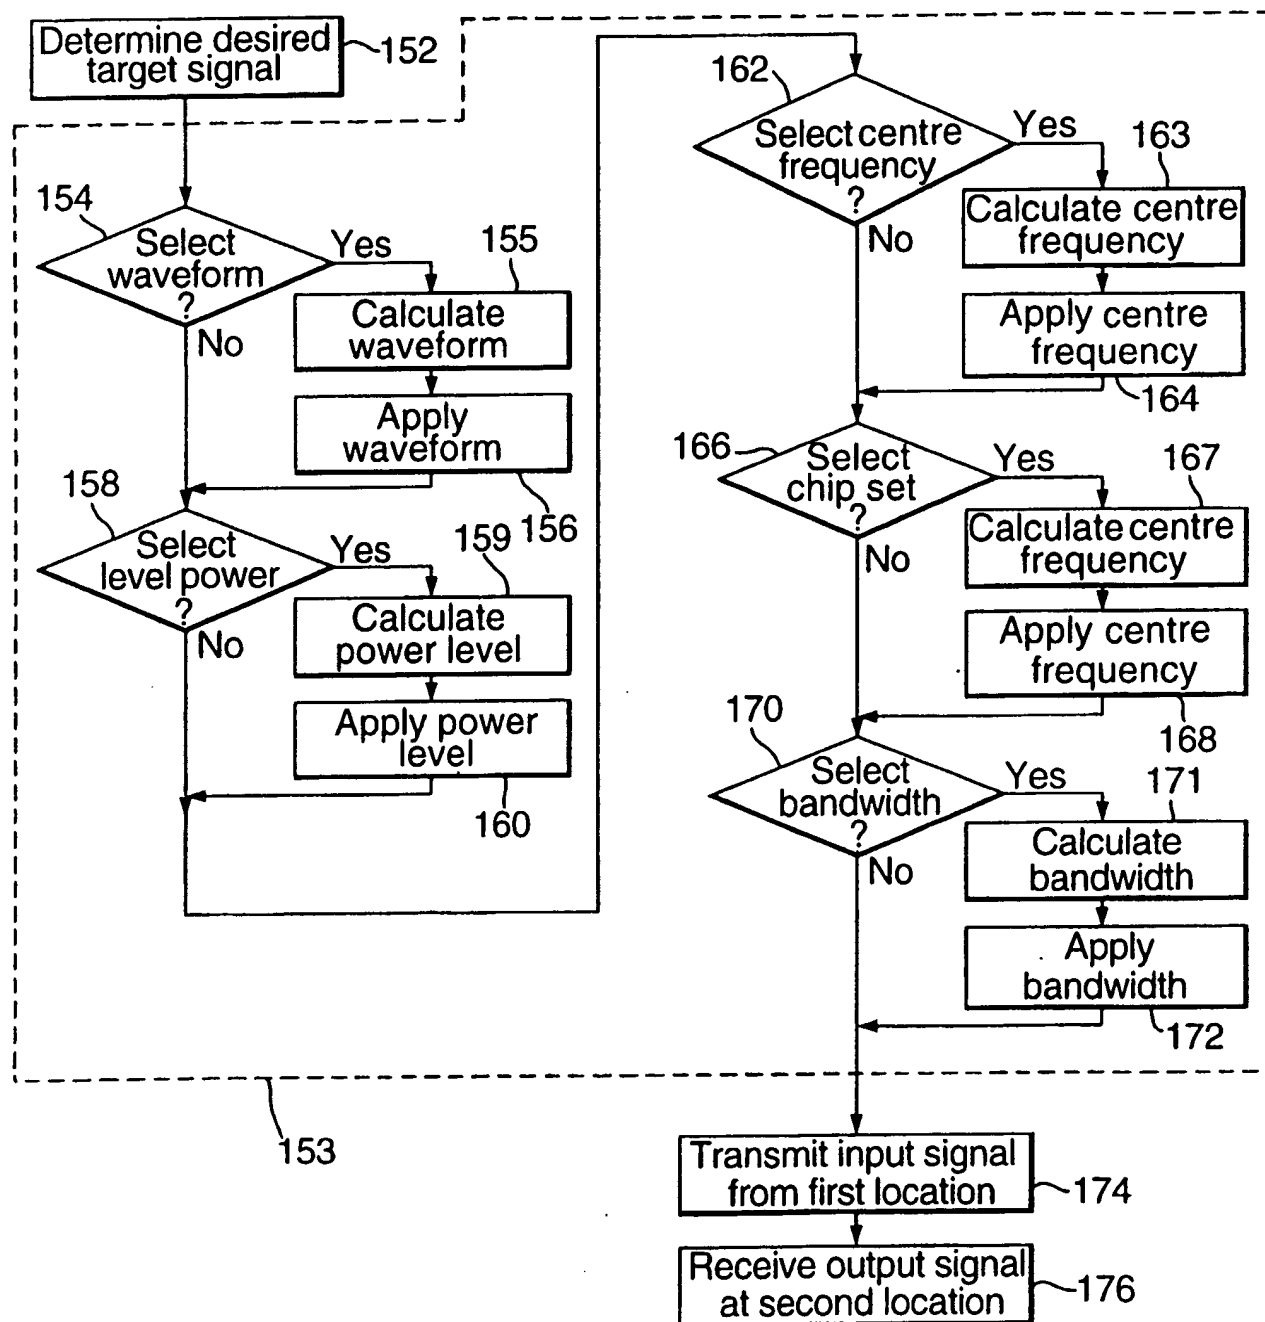 Determine desired
target signal
152
154
Select
waveform
?
Yes
No
155
Calculate
waveform
Apply
waveform
156
158
Select
level power
?
Yes
No
159
Calculate
power level
Apply power
level
160
162
Select centre
frequency
?
Yes
No
163
Calculate centre
frequency
Apply centre
frequency
164
166
Select
chip set
?
Yes
No
167
Calculate centre
frequency
Apply centre
frequency
168
170
Select
bandwidth
?
Yes
No
171
Calculate
bandwidth
Apply
bandwidth
172
153
Transmit input signal
from first location
174
Receive output signal
at second location
176